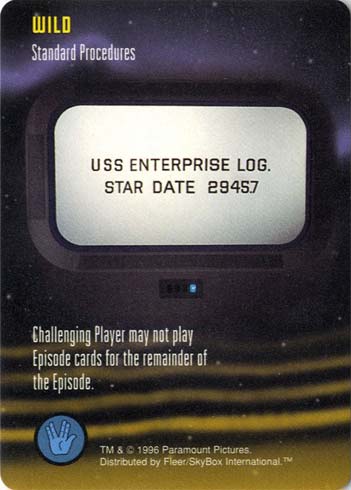 WILD
Standard Procedures
USS ENTERPRISE LOG.
STAR DATE 2945.7
Challenging Player may not play
Episode cards for the remainder of
the Episode.
TM & © 1996 Paramount Pictures.
Distributed by Fleer/SkyBox International.™